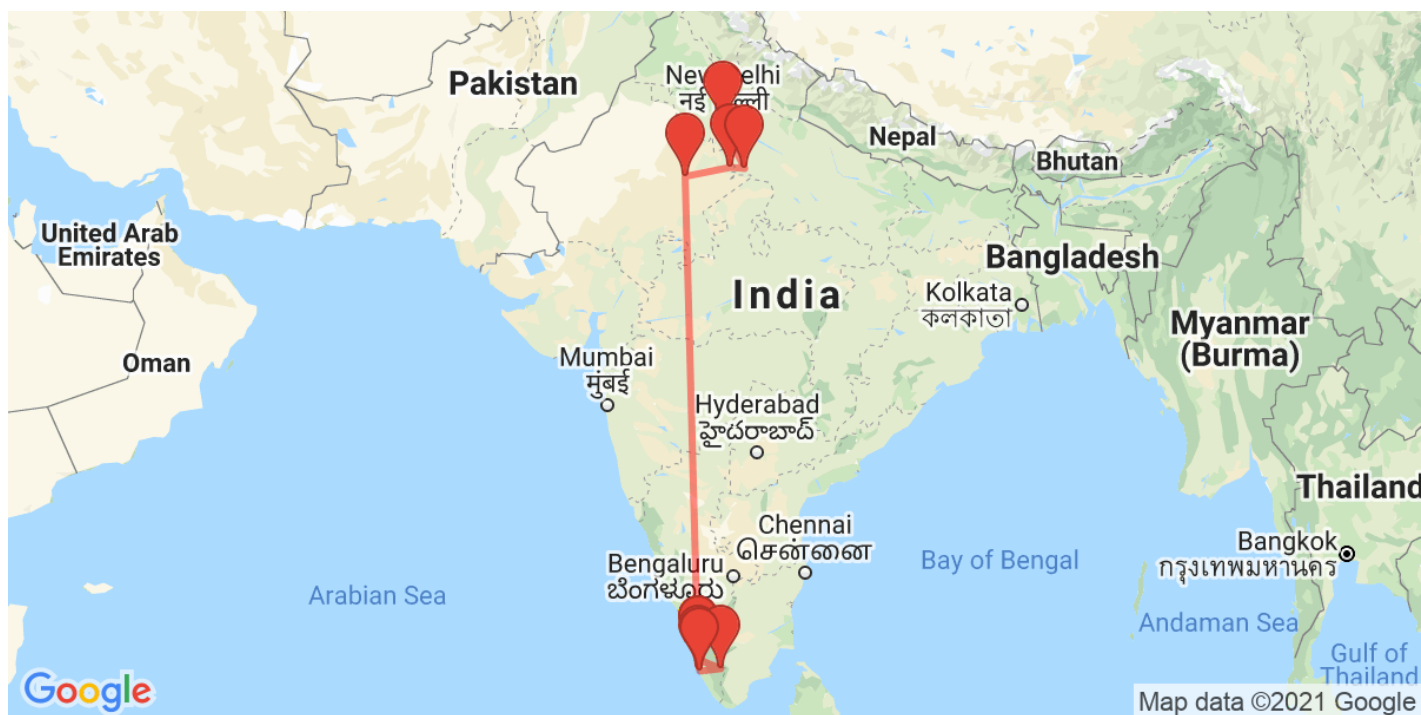 Pakistan
New Delhi
नई दिल्ली
Nepal
Bhutan
United Arab
Emirates
Bangladesh
India
Kolkata
কলকাতা
Myanmar
(Burma)
Oman
Mumbai
मुंबई
Hyderabad
హైదరాబాద్
Thailand
Chennai
சென்னை
Bengaluru
ಬೆಂಗಳೂರು
Bay of Bengal
Bangkok
กรุงเทพมหานคร
Arabian Sea
Andaman Sea
Gulf of
Thailand
Google
Map data ©2021 Google